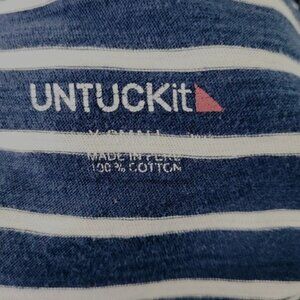 UNTUCKit
X-SMALL
MADE IN PERU
100% COTTON